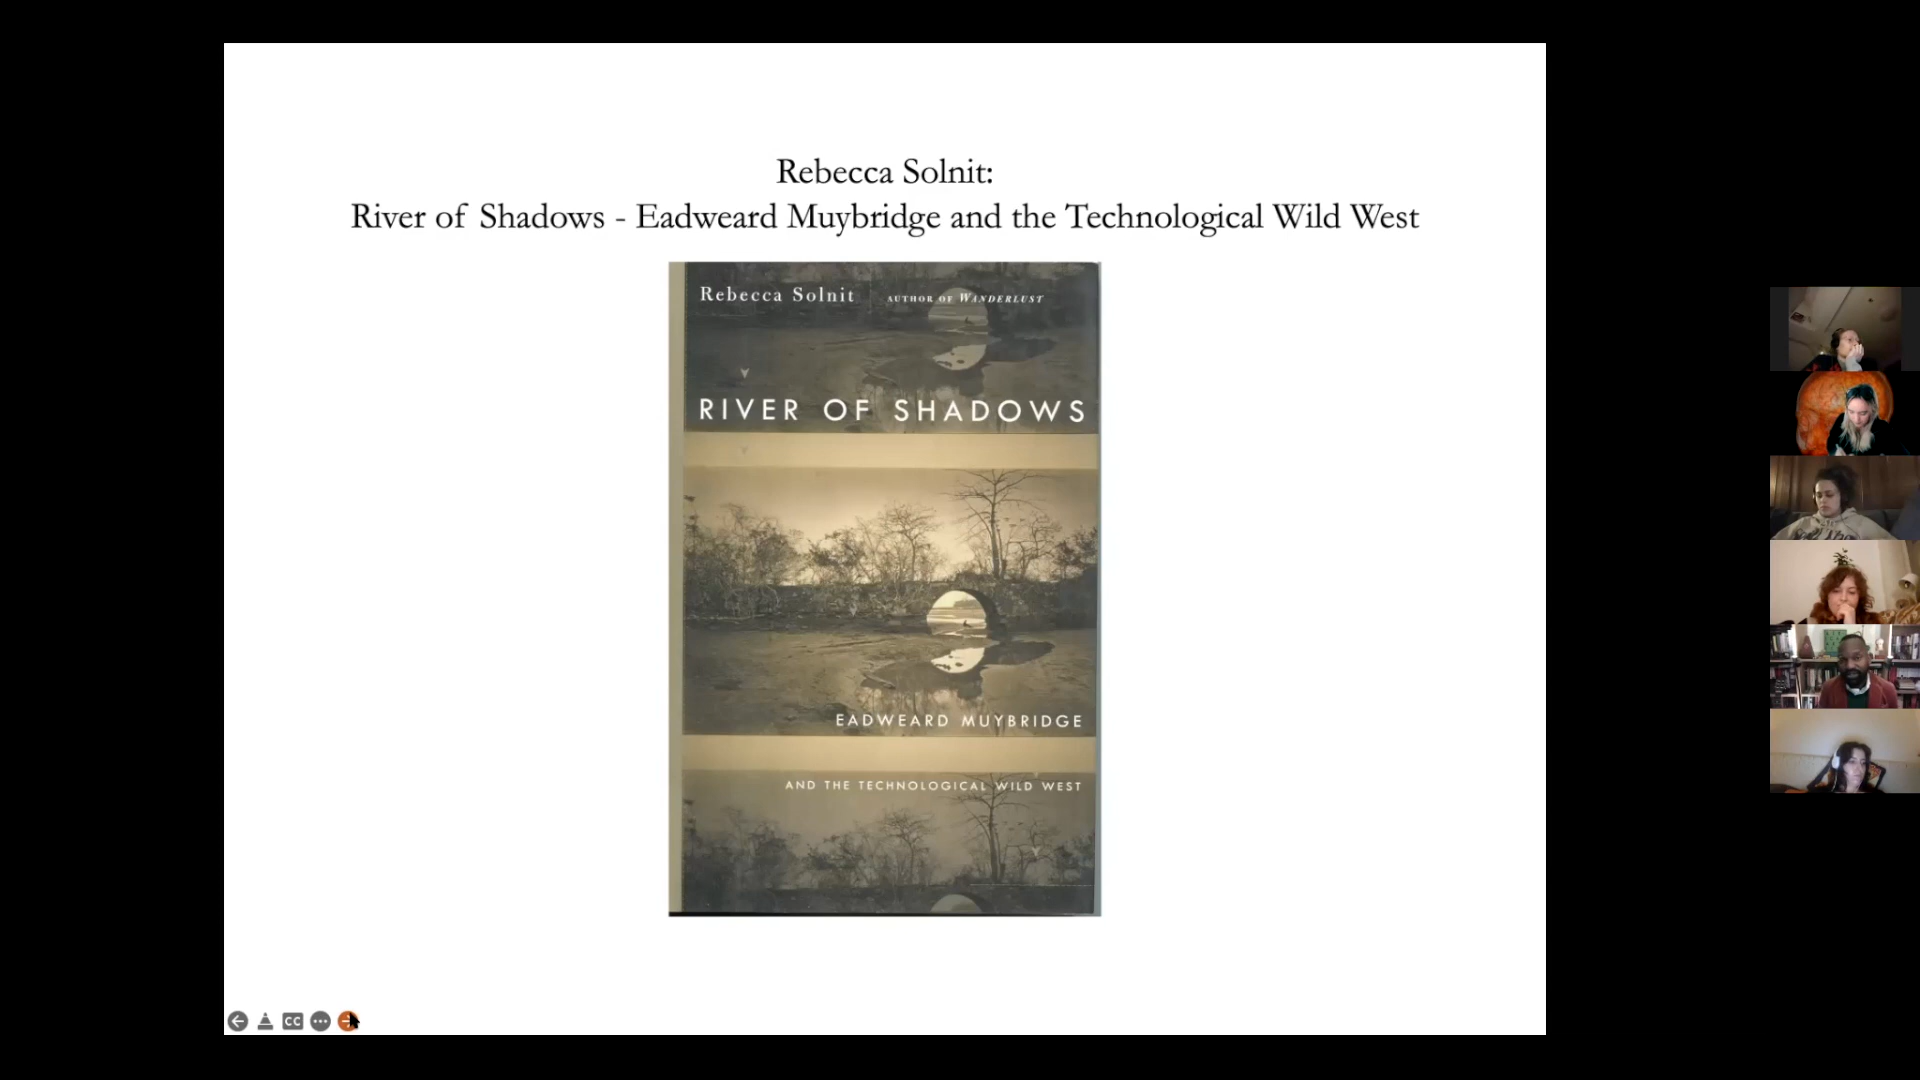 Rebecca Solnit:
River of Shadows - Eadweard Muybridge and the Technological Wild West
Rebecca Solnit
AUTHOR OF WANDERLUST
RIVER OF SHADOWS
EADWEARD MUYBRIDGE
AND THE TECHNOLOGICAL WILD WEST
CC